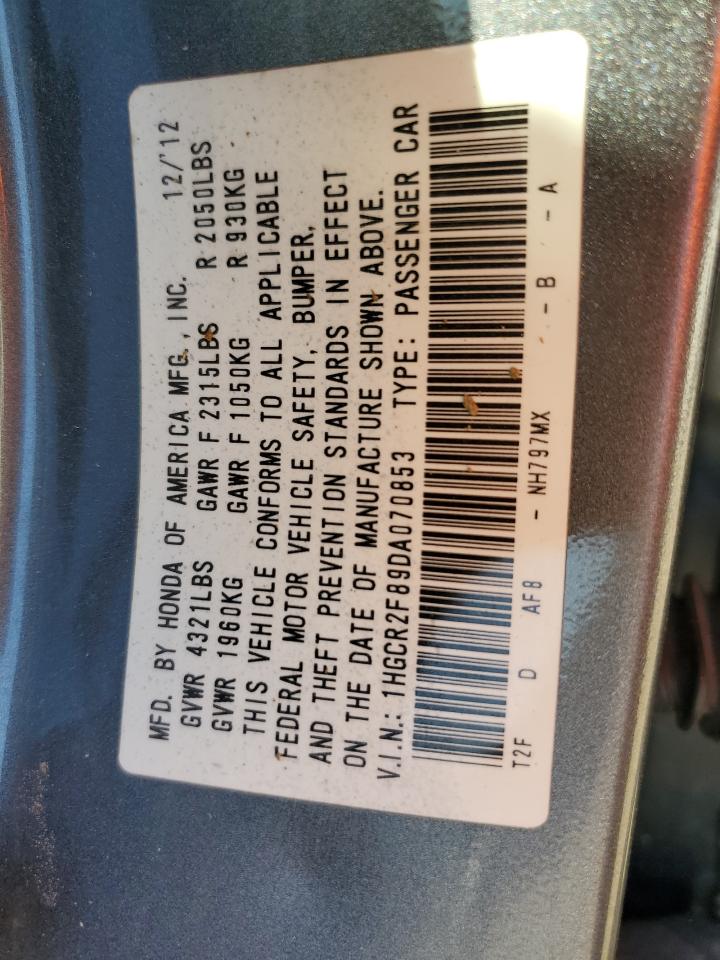 MFD. BY HONDA OF AMERICA MFG., INC. 12/'12
GVWR 4321LBS GAWR F 2315LBS R 2050LBS
GVWR 1960KG GAWR F 1050KG R 930KG
THIS VEHICLE CONFORMS TO ALL APPLICABLE
FEDERAL MOTOR VEHICLE SAFETY, BUMPER,
AND THEFT PREVENTION STANDARDS IN EFFECT
ON THE DATE OF MANUFACTURE SHOWN ABOVE.
V.I.N.: 1HGCR2F89DA070853 TYPE: PASSENGER CAR
T2F D AF8 - NH797MX - B - A